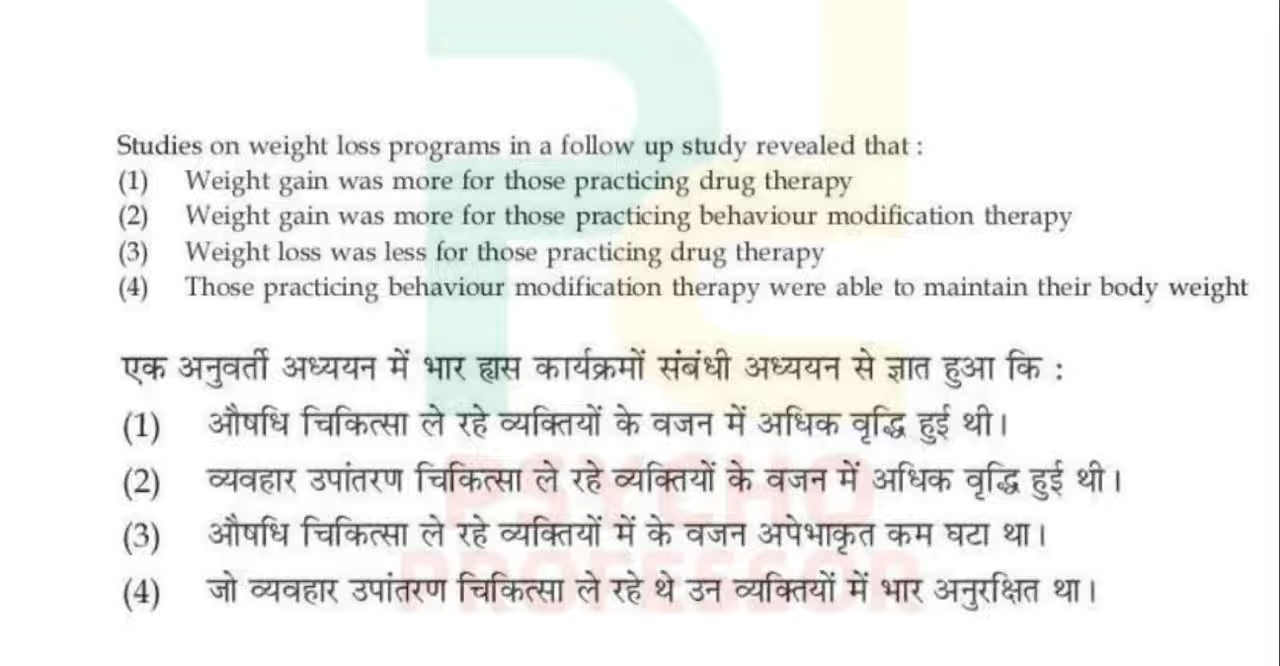 Studies on weight loss programs in a follow up study revealed that :
(1) Weight gain was more for those practicing drug therapy
(2) Weight gain was more for those practicing behaviour modification therapy
(3) Weight loss was less for those practicing drug therapy
(4) Those practicing behaviour modification therapy were able to maintain their body weight
एक अनुवर्ती अध्ययन में भार ह्रास कार्यक्रमों संबंधी अध्ययन से ज्ञात हुआ कि :
(1) औषधि चिकित्सा ले रहे व्यक्तियों के वजन में अधिक वृद्धि हुई थी।
(2) व्यवहार उपांतरण चिकित्सा ले रहे व्यक्तियों के वजन में अधिक वृद्धि हुई थी।
(3) औषधि चिकित्सा ले रहे व्यक्तियों में के वजन अपेभाकृत कम घटा था।
(4) जो व्यवहार उपांतरण चिकित्सा ले रहे थे उन व्यक्तियों में भार अनुरक्षित था।
PSYCHO
PROFESSOR